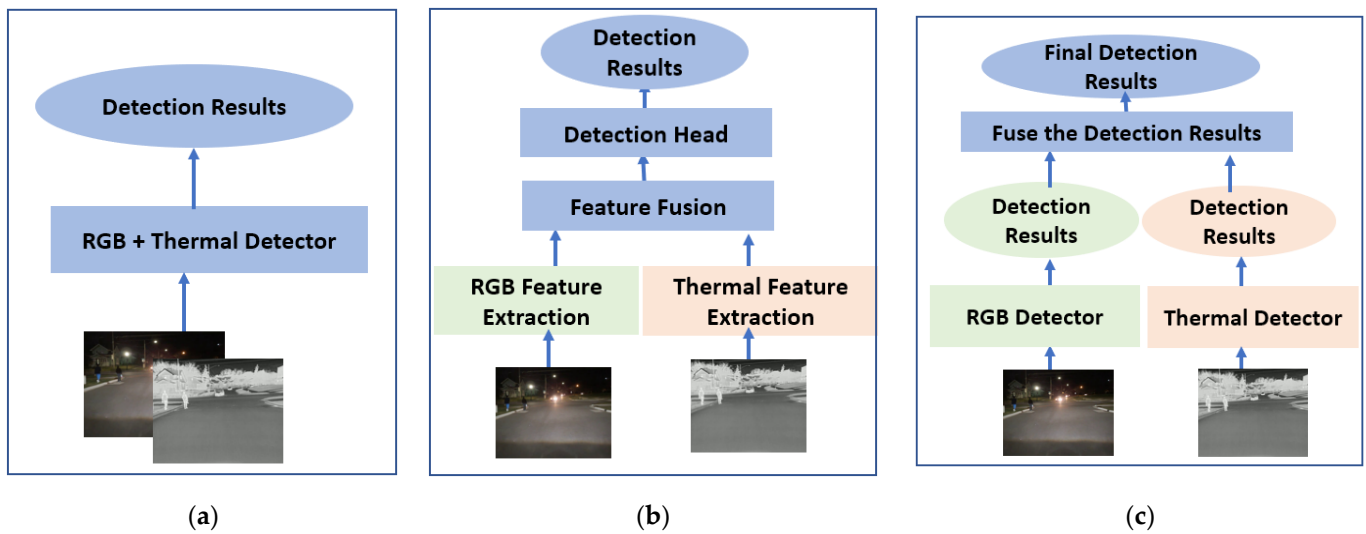 Detection Results
RGB + Thermal Detector
(a)
Detection
Results
Detection Head
Feature Fusion
RGB Feature
Extraction
Thermal Feature
Extraction
(b)
Final Detection
Results
Fuse the Detection Results
Detection
Results
Detection
Results
RGB Detector
Thermal Detector
(c)